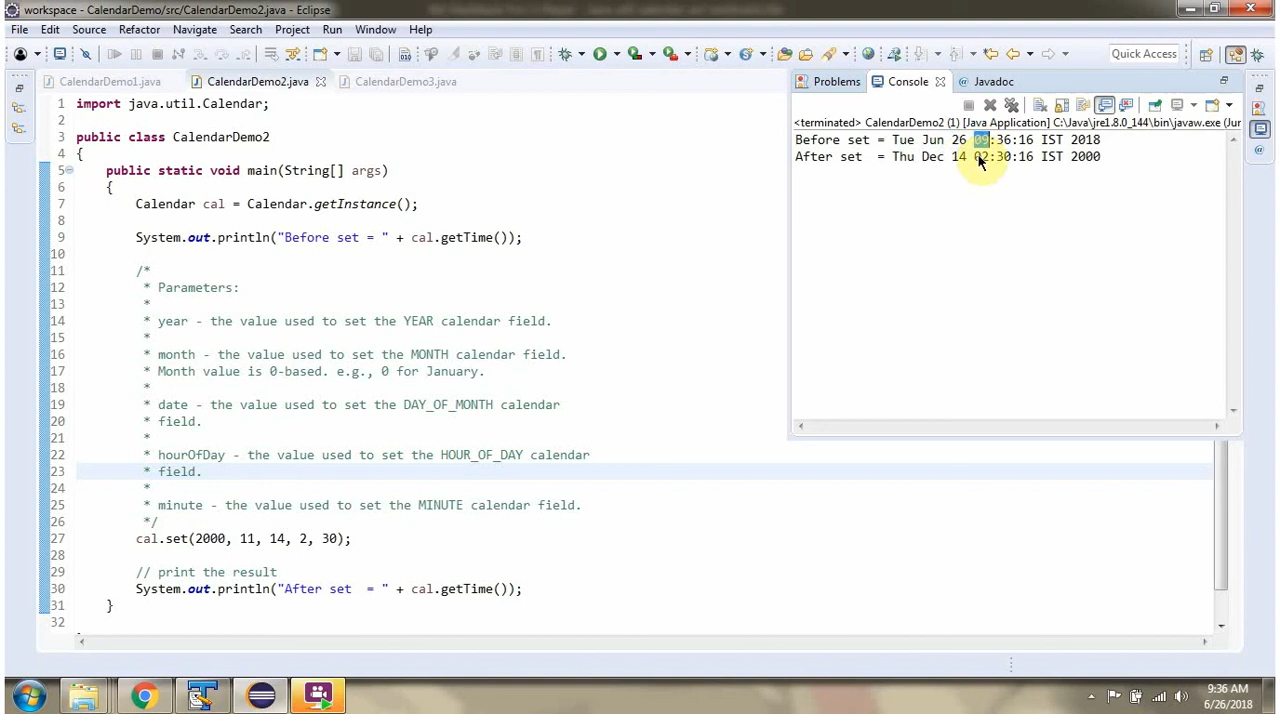 workspace - CalendarDemo/src/CalendarDemo2.java - Eclipse
File Edit Source Refactor Navigate Search Project Run Window Help
Quick Access
CalendarDemo1.java CalendarDemo2.java CalendarDemo3.java
1 import java.util.Calendar;
2
3 public class CalendarDemo2
4 {
5 public static void main(String[] args)
6 {
7 Calendar cal = Calendar.getInstance();
8
9 System.out.println("Before set = " + cal.getTime());
10
11 /*
12 * Parameters:
13 *
14 * year - the value used to set the YEAR calendar field.
15 *
16 * month - the value used to set the MONTH calendar field.
17 * Month value is 0-based. e.g., 0 for January.
18 *
19 * date - the value used to set the DAY_OF_MONTH calendar
20 * field.
21 *
22 * hourOfDay - the value used to set the HOUR_OF_DAY calendar
23 * field.
24 *
25 * minute - the value used to set the MINUTE calendar field.
26 */
27 cal.set(2000, 11, 14, 2, 30);
28
29 // print the result
30 System.out.println("After set  = " + cal.getTime());
31 }
32
Problems Console Javadoc
<terminated> CalendarDemo2 (1) [Java Application] C:\Java\jre1.8.0_144\bin\javaw.exe (Jur
Before set = Tue Jun 26 09:36:16 IST 2018
After set  = Thu Dec 14 02:30:16 IST 2000
9:36 AM
6/26/2018